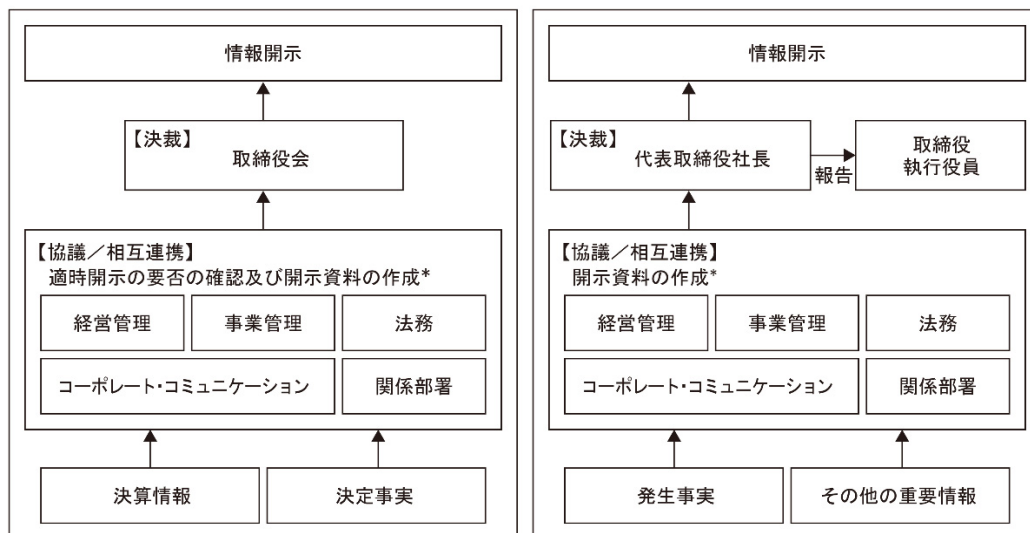 情報開示
【決裁】
取締役会
【協議／相互連携】
適時開示の要否の確認及び開示資料の作成*
経営管理
事業管理
法務
コーポレート・コミュニケーション
関係部署
決算情報
決定事実
情報開示
【決裁】
代表取締役社長
報告
取締役
執行役員
【協議／相互連携】
開示資料の作成*
経営管理
事業管理
法務
コーポレート・コミュニケーション
関係部署
発生事実
その他の重要情報